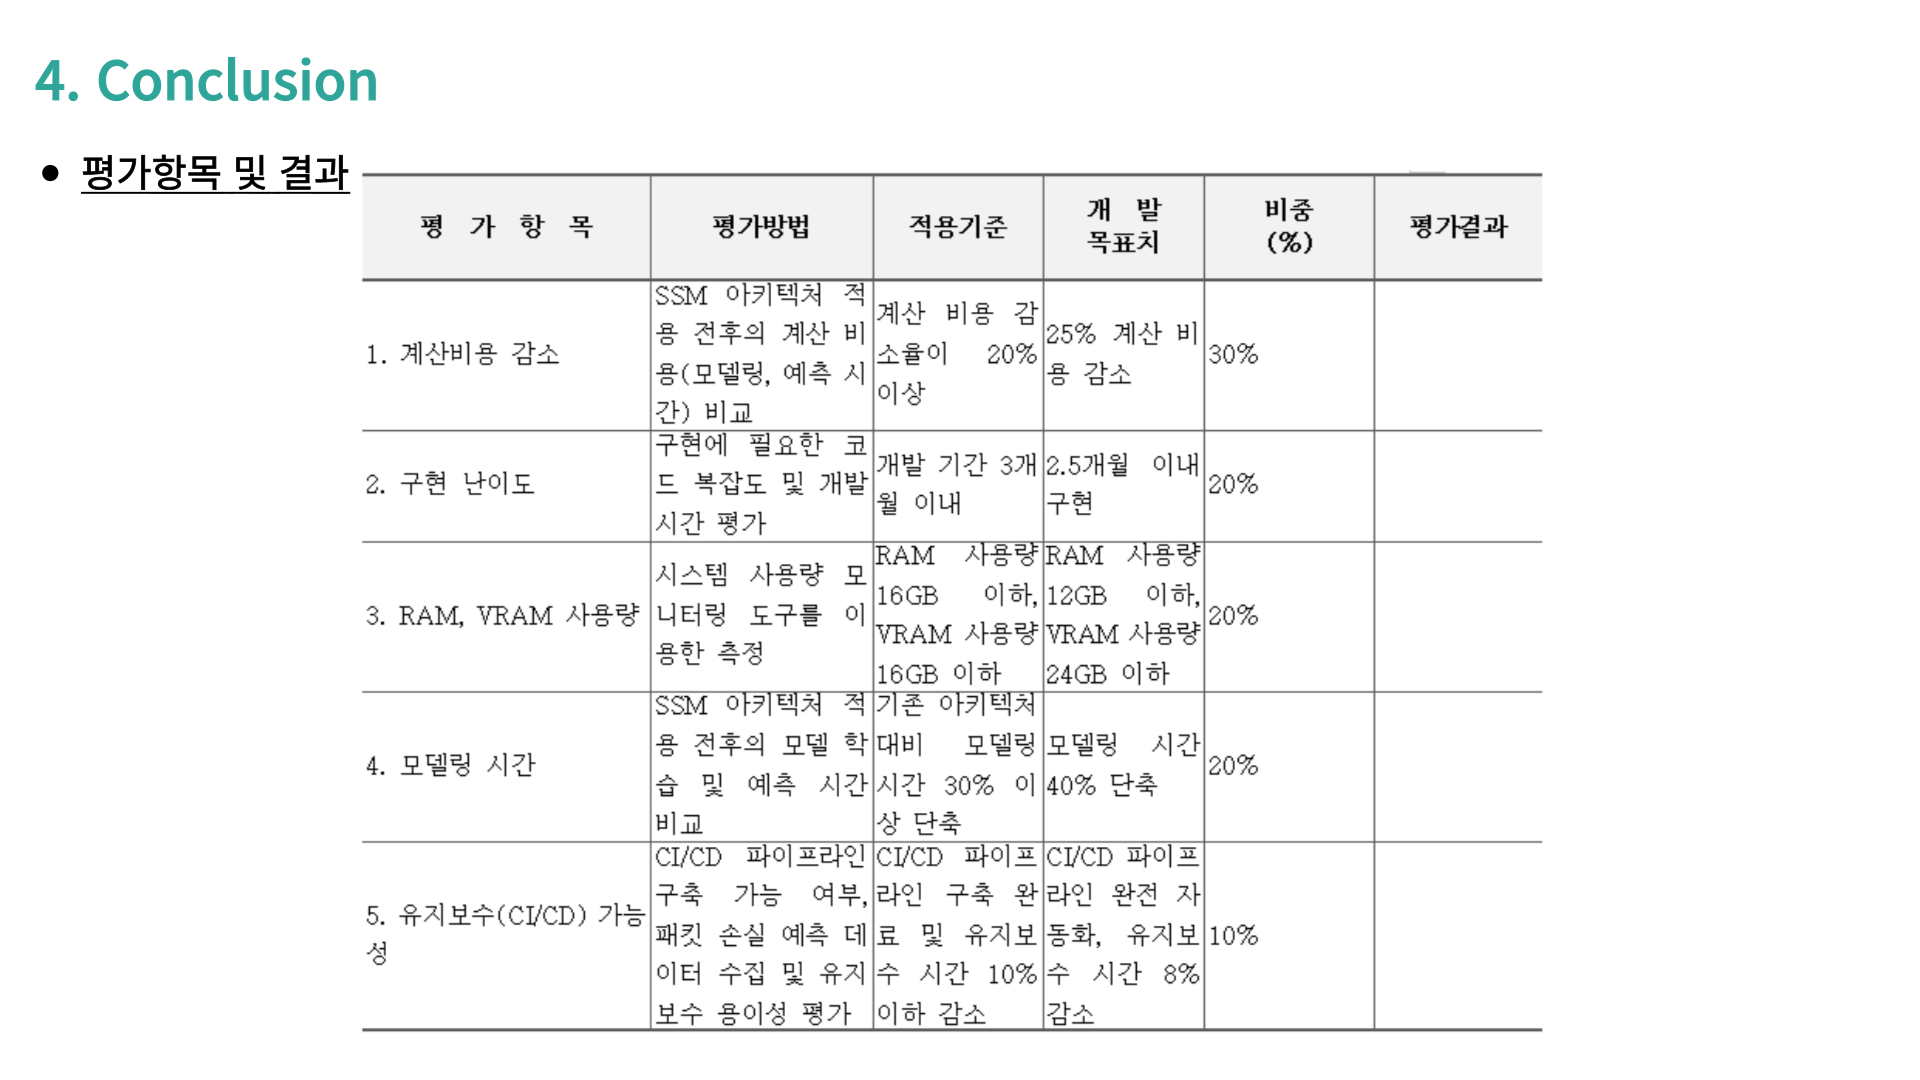 4. Conclusion
• 평가항목 및 결과
평 가 항 목
평가방법
적용기준
개 발
목표치
비중
(%)
평가결과
1. 계산비용 감소
SSM 아키텍처 적
용 전후의 계산 비
용(모델링, 예측 시
간) 비교
계산 비용 감
소율이 20%
이상
25% 계산 비
용 감소
30%
2. 구현 난이도
구현에 필요한 코
드 복잡도 및 개발
시간 평가
개발 기간 3개
월 이내
2.5개월 이내
구현
20%
3. RAM, VRAM 사용량
시스템 사용량 모
니터링 도구를 이
용한 측정
RAM 사용량
16GB 이하,
VRAM 사용량
16GB 이하
RAM 사용량
12GB 이하,
VRAM 사용량
24GB 이하
20%
4. 모델링 시간
SSM 아키텍처 적
용 전후의 모델 학
습 및 예측 시간
비교
기존 아키텍처
대비 모델링
시간 30% 이
상 단축
모델링 시간
40% 단축
20%
5. 유지보수(CI/CD) 가능
성
CI/CD 파이프라인
구축 가능 여부,
패킷 손실 예측 데
이터 수집 및 유지
보수 용이성 평가
CI/CD 파이프
라인 구축 완
료 및 유지보
수 시간 10%
이하 감소
CI/CD 파이프
라인 완전 자
동화, 유지보
수 시간 8%
감소
10%